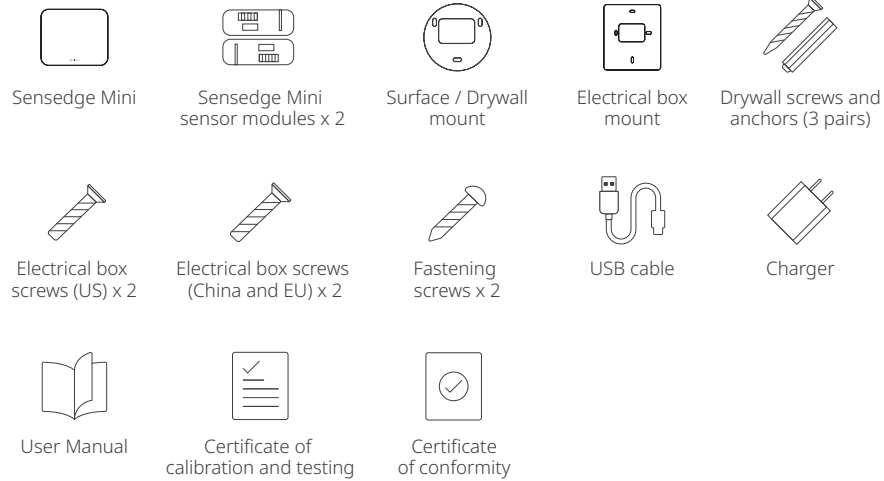 Sensedge Mini
Sensedge Mini
sensor modules x 2
Surface / Drywall
mount
Electrical box
mount
Drywall screws and
anchors (3 pairs)
Electrical box
screws (US) x 2
Electrical box screws
(China and EU) x 2
Fastening
screws x 2
USB cable
Charger
User Manual
Certificate of
calibration and testing
Certificate
of conformity